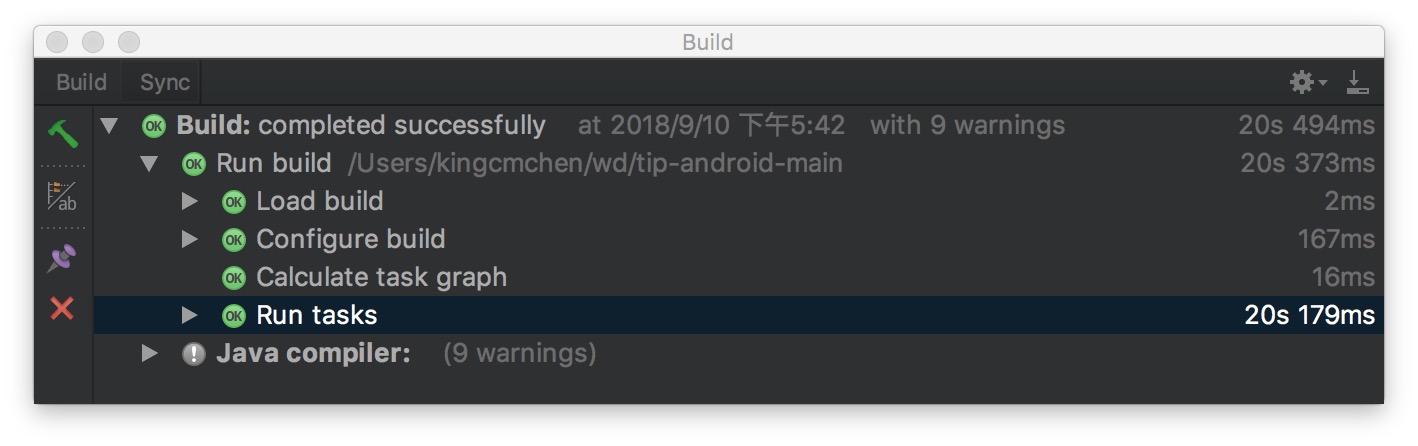 Build
Build Sync
OK Build: completed successfully at 2018/9/10 下午5:42 with 9 warnings 20s 494ms
OK Run build /Users/kingcmchen/wd/tip-android-main 20s 373ms
ab OK Load build 2ms
OK Configure build 167ms
OK Calculate task graph 16ms
OK Run tasks 20s 179ms
! Java compiler: (9 warnings)